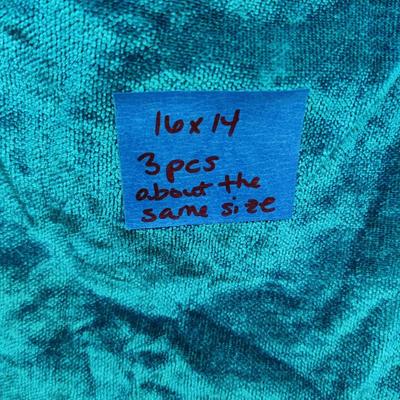 16x14
3 pcs
about the
same size